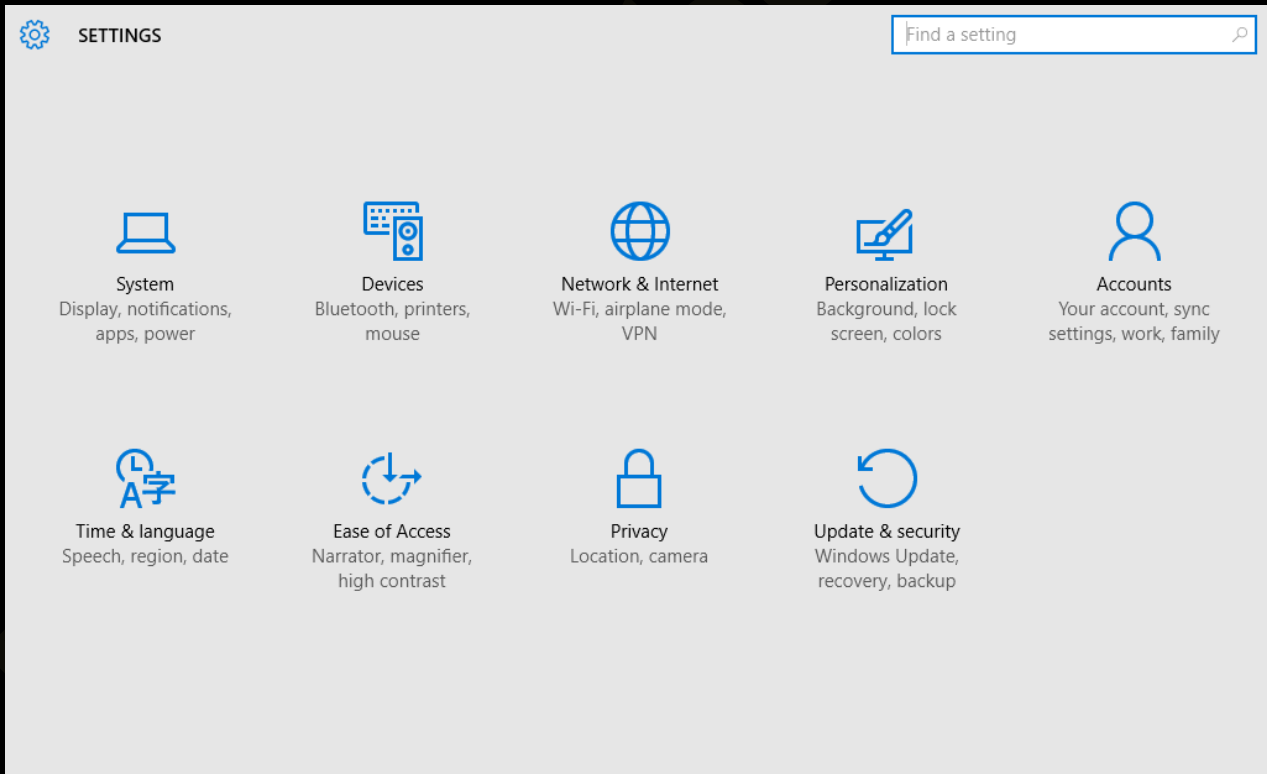 SETTINGS
Find a setting
System
Display, notifications,
apps, power
Devices
Bluetooth, printers,
mouse
Network & Internet
Wi-Fi, airplane mode,
VPN
Personalization
Background, lock
screen, colors
Accounts
Your account, sync
settings, work, family
A字
Time & language
Speech, region, date
Ease of Access
Narrator, magnifier,
high contrast
Privacy
Location, camera
Update & security
Windows Update,
recovery, backup